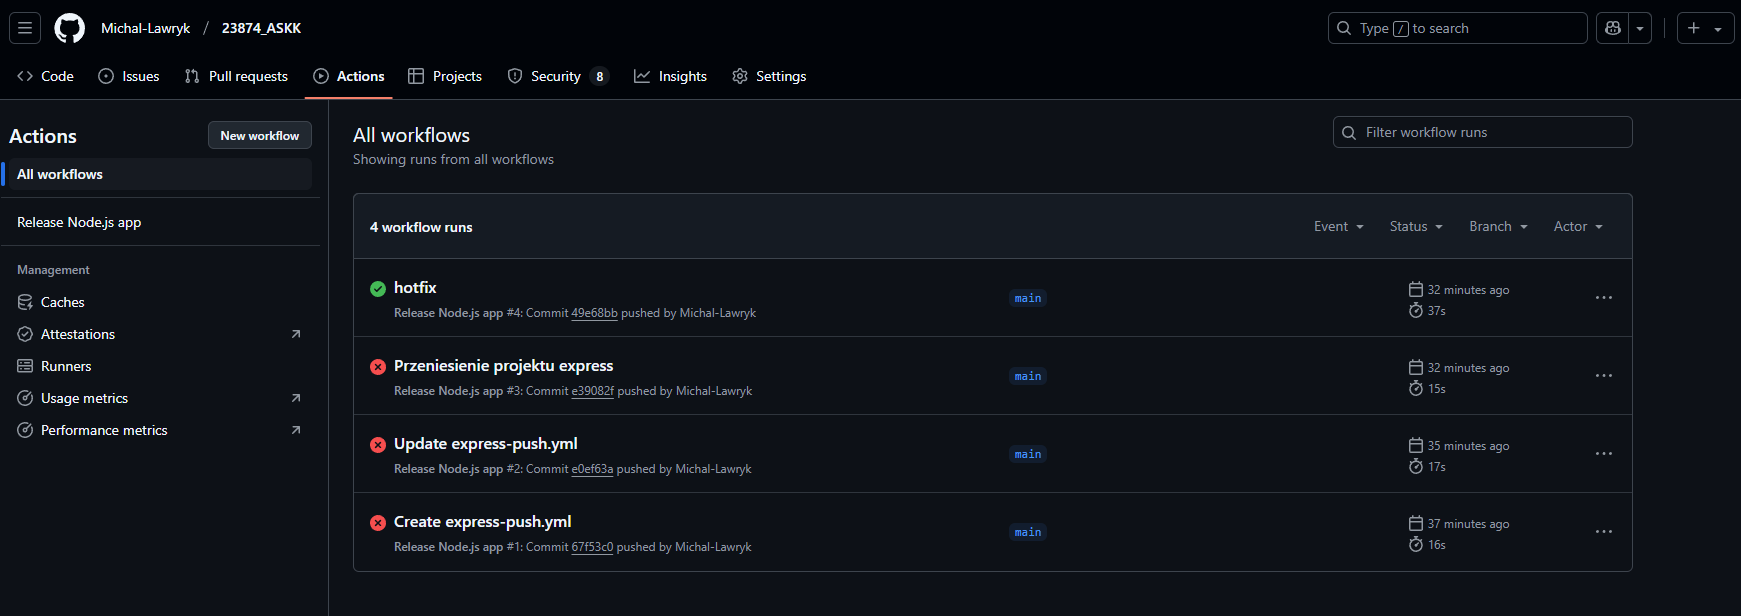 Michal-Lawryk / 23874_ASKK
Type / to search
Code
Issues
Pull requests
Actions
Projects
Security 8
Insights
Settings
Actions
New workflow
All workflows
Release Node.js app
Management
Caches
Attestations
Runners
Usage metrics
Performance metrics
All workflows
Showing runs from all workflows
Filter workflow runs
4 workflow runs
Event
Status
Branch
Actor
hotfix
Release Node.js app #4: Commit 49e68bb pushed by Michal-Lawryk
main
32 minutes ago
37s
Przeniesienie projektu express
Release Node.js app #3: Commit e39082f pushed by Michal-Lawryk
main
32 minutes ago
15s
Update express-push.yml
Release Node.js app #2: Commit e0ef63a pushed by Michal-Lawryk
main
35 minutes ago
17s
Create express-push.yml
Release Node.js app #1: Commit 67f53c0 pushed by Michal-Lawryk
main
37 minutes ago
16s